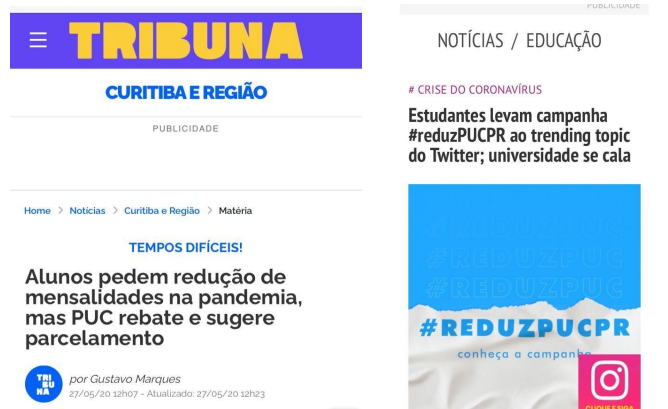 TRIBUNA
CURITIBA E REGIÃO
PUBLICIDADE
Home > Notícias > Curitiba e Região > Matéria
TEMPOS DIFÍCEIS!
Alunos pedem redução de
mensalidades na pandemia,
mas PUC rebate e sugere
parcelamento
TRI
BU
NA
por Gustavo Marques
27/05/20 12h07 - Atualizado: 27/05/20 12h23
PUBLICIDADE
NOTÍCIAS / EDUCAÇÃO
# CRISE DO CORONAVÍRUS
Estudantes levam campanha
#reduzPUCPR ao trending topic
do Twitter; universidade se cala
#REDUZPUC
#REDUZPUC
#REDUZPUC
#REDUZPUCPR
conheça a campanha
CLIQUE E SIGA